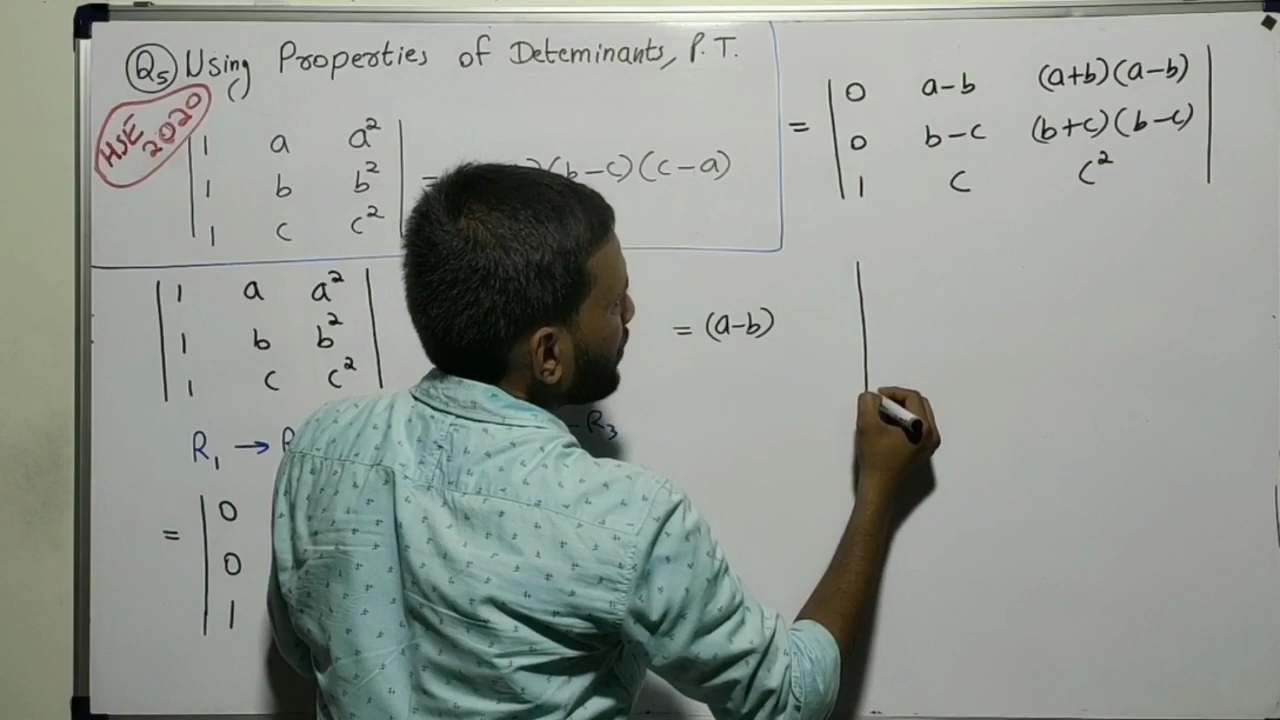 Q5 Using Properties of Deteminants, P.T.
HSE 2020
| 1 a a² |
| 1 b b² | = (b-c)(c-a)
| 1 c c² |
| 1 a a² |
| 1 b b² |
| 1 c c² |
R₁ → - R₃
= | 0
| 0
| 1
= | 0 a-b (a+b)(a-b) |
| 0 b-c (b+c)(b-c) |
| 1 c c² |
= (a-b) |